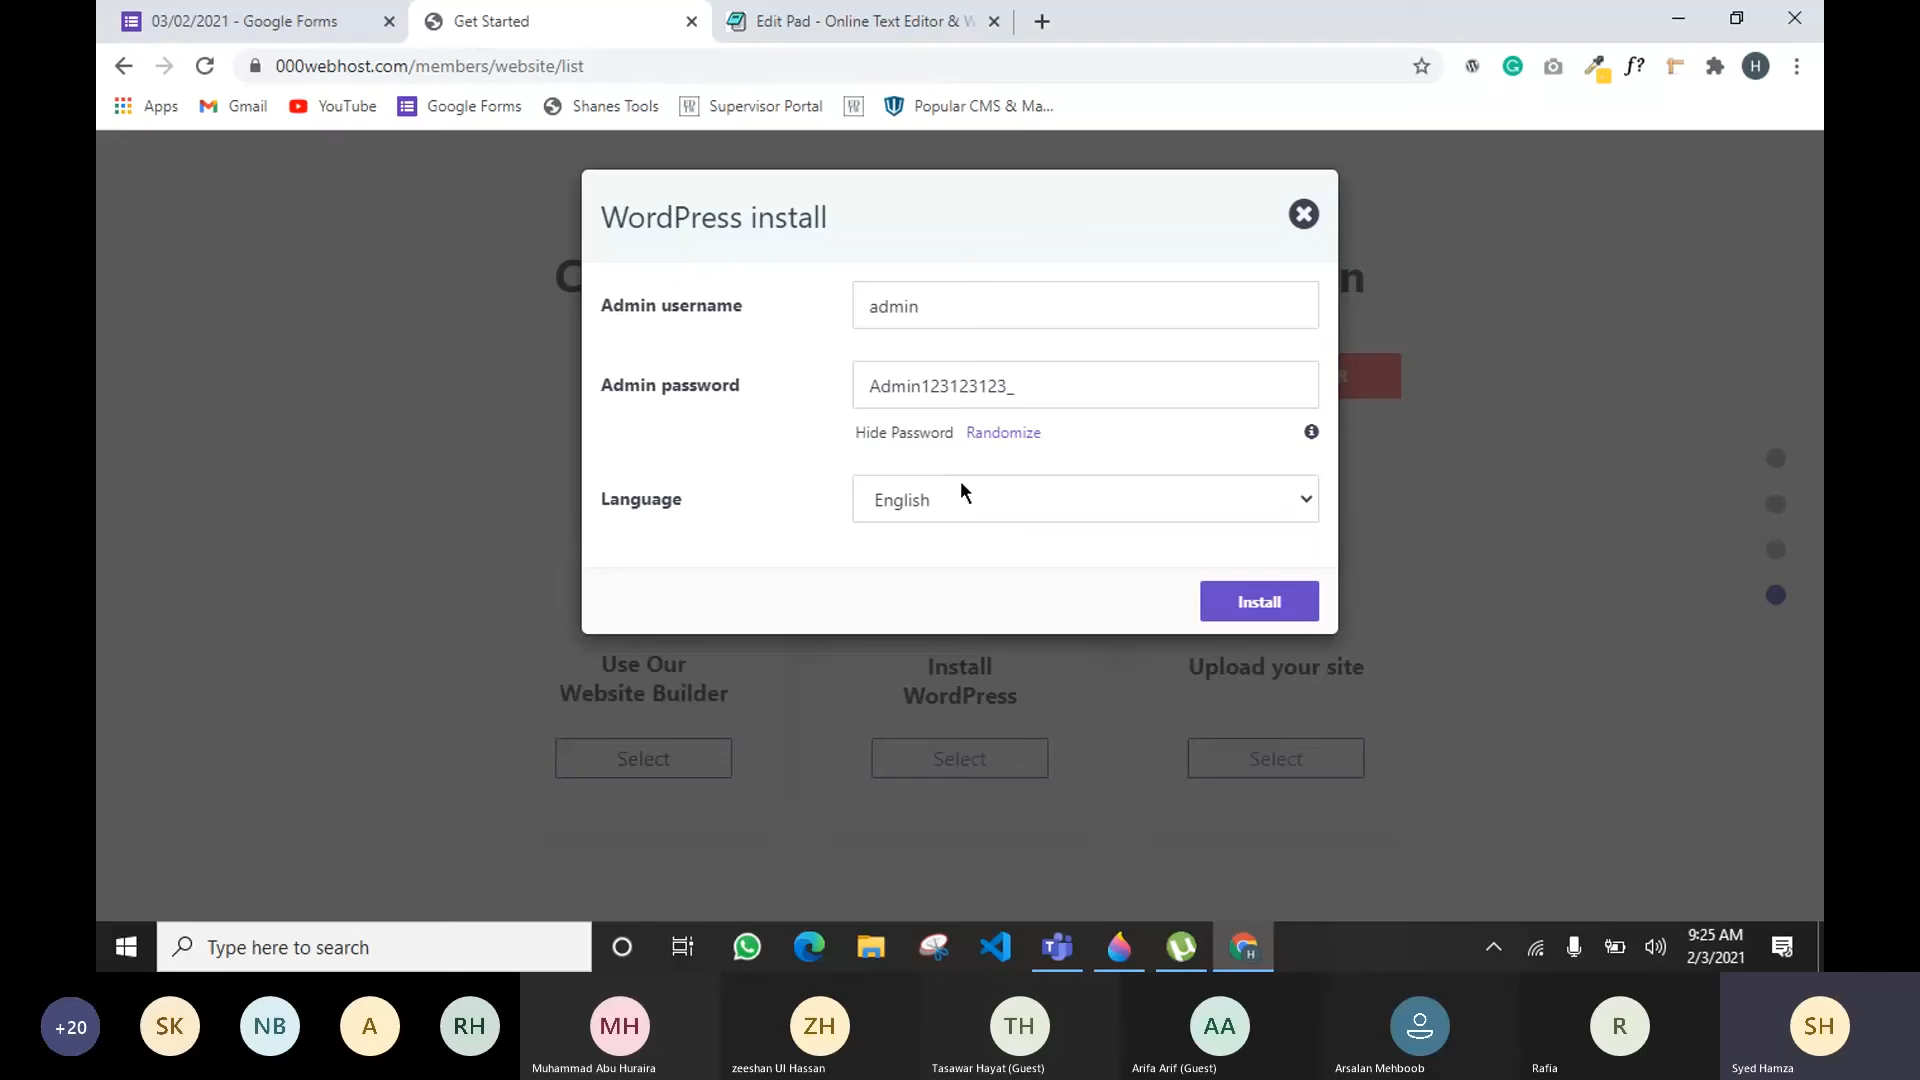 03/02/2021 - Google Forms
Get Started
Edit Pad - Online Text Editor & W
000webhost.com/members/website/list
f?
H
Apps
Gmail
YouTube
Google Forms
Shanes Tools
Supervisor Portal
Popular CMS & Ma...
WordPress install
C
n
Admin username
admin
Admin password
Admin123123123_
R
Hide Password
Randomize
Language
English
Install
Use Our
Website Builder
Install
WordPress
Upload your site
Select
Select
Select
Type here to search
H
9:25 AM
2/3/2021
+20
SK
NB
A
RH
MH
ZH
TH
AA
R
SH
Muhammad Abu Huraira
zeeshan Ul Hassan
Tasawar Hayat (Guest)
Arifa Arif (Guest)
Arsalan Mehboob
Rafia
Syed Hamza